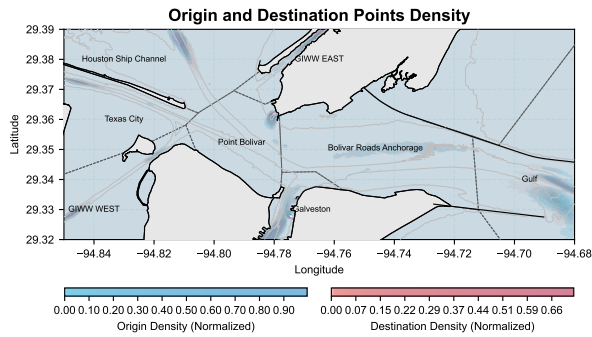 Origin and Destination Points Density
29.39
29.38
29.37
29.36
29.35
29.34
29.33
29.32
Latitude
Houston Ship Channel
GIWW EAST
Texas City
Point Bolivar
Bolivar Roads Anchorage
Gulf
GIWW WEST
Galveston
−94.84 −94.82 −94.80 −94.78 −94.76 −94.74 −94.72 −94.70 −94.68
Longitude
0.00 0.10 0.20 0.30 0.40 0.50 0.60 0.70 0.80 0.90
Origin Density (Normalized)
0.00 0.07 0.15 0.22 0.29 0.37 0.44 0.51 0.59 0.66
Destination Density (Normalized)